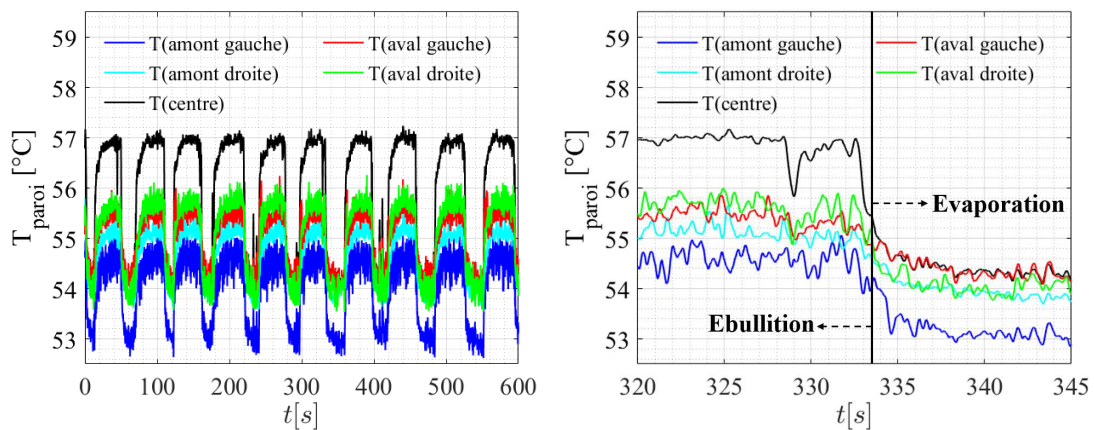 59
58
57
56
55
54
53
T_paroi [°C]
T(amont gauche)
T(aval gauche)
T(amont droite)
T(aval droite)
T(centre)
0
100
200
300
400
500
600
t[s]
59
58
57
56
55
54
53
T_paroi [°C]
T(amont gauche)
T(aval gauche)
T(amont droite)
T(aval droite)
T(centre)
Evaporation
Ebullition
320
325
330
335
340
345
t[s]